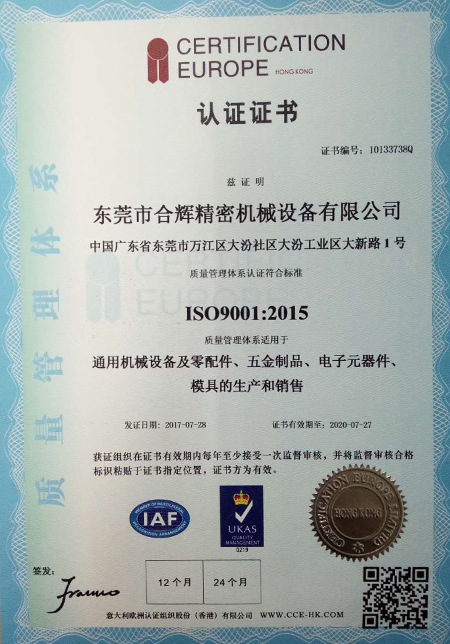 CERTIFICATION
EUROPE HONGKONG
认证证书
证书编号：10133738Q
兹证明
东莞市合辉精密机械设备有限公司
中国广东省东莞市万江区大汾社区大汾工业区大新路1号
质量管理体系认证符合标准
ISO9001:2015
质量管理体系适用于
通用机械设备及零配件、五金制品、电子元器件、
模具的生产和销售
发证日期：2017-07-28 证书有效期至：2020-07-27
获证组织在证书有效期内每年至少接受一次监督审核，并将监督审核合格
标识粘贴于证书指定位置，证书方为有效。
质量管理体系
IAF
UKAS
QUALITY
MANAGEMENT
0219
CERTIFICATION EUROPE LIMITED
HONG KONG
签发：
12个月 24个月
意大利欧洲认证组织股份（香港）有限公司 WWW.CCE-HK.COM